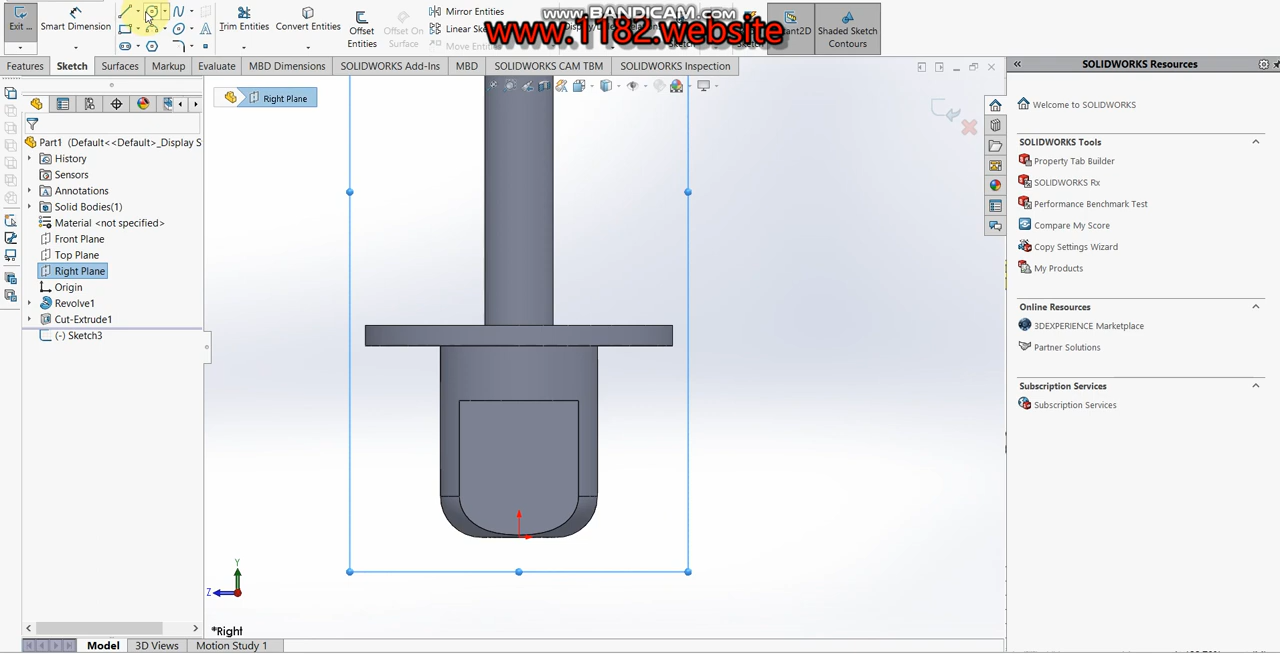 www.BANDICAM.com
www.1182.website
Exit ...
Smart Dimension
Trim Entities
Convert Entities
Offset Entities
Offset On Surface
Mirror Entities
Linear Sk
Move Entiti
Instant2D
Shaded Sketch Contours
Features
Sketch
Surfaces
Markup
Evaluate
MBD Dimensions
SOLIDWORKS Add-Ins
MBD
SOLIDWORKS CAM TBM
SOLIDWORKS Inspection
Part1 (Default<<Default>_Display S
History
Sensors
Annotations
Solid Bodies(1)
Material <not specified>
Front Plane
Top Plane
Right Plane
Origin
Revolve1
Cut-Extrude1
(-) Sketch3
Right Plane
Y
Z
*Right
Model
3D Views
Motion Study 1
SOLIDWORKS Resources
Welcome to SOLIDWORKS
SOLIDWORKS Tools
Property Tab Builder
SOLIDWORKS Rx
Performance Benchmark Test
Compare My Score
Copy Settings Wizard
My Products
Online Resources
3DEXPERIENCE Marketplace
Partner Solutions
Subscription Services
Subscription Services